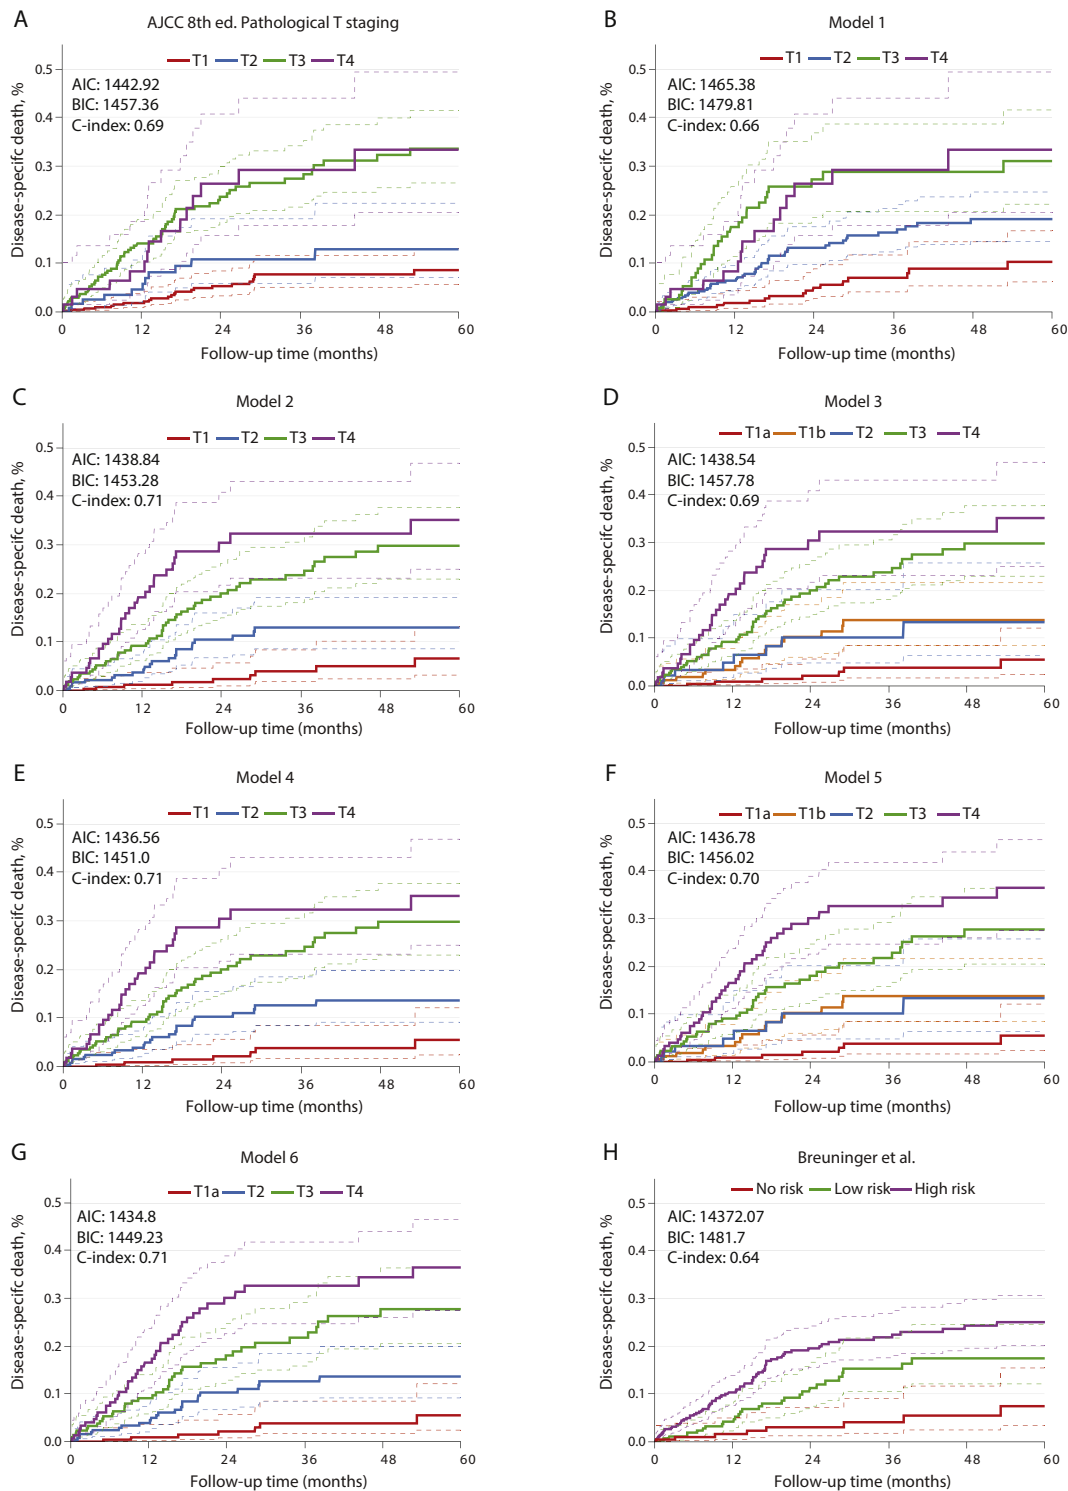 A
AJCC 8th ed. Pathological T staging
T1 T2 T3 T4
AIC: 1442.92
BIC: 1457.36
C-index: 0.69
Disease-specifc death, %
0.5
0.4
0.3
0.2
0.1
0.0
0 12 24 36 48 60
Follow-up time (months)
B
Model 1
T1 T2 T3 T4
AIC: 1465.38
BIC: 1479.81
C-index: 0.66
Disease-specifc death, %
0.5
0.4
0.3
0.2
0.1
0.0
0 12 24 36 48 60
Follow-up time (months)
C
Model 2
T1 T2 T3 T4
AIC: 1438.84
BIC: 1453.28
C-index: 0.71
Disease-specifc death, %
0.5
0.4
0.3
0.2
0.1
0.0
0 12 24 36 48 60
Follow-up time (months)
D
Model 3
T1a T1b T2 T3 T4
AIC: 1438.54
BIC: 1457.78
C-index: 0.69
Disease-specifc death, %
0.5
0.4
0.3
0.2
0.1
0.0
0 12 24 36 48 60
Follow-up time (months)
E
Model 4
T1 T2 T3 T4
AIC: 1436.56
BIC: 1451.0
C-index: 0.71
Disease-specifc death, %
0.5
0.4
0.3
0.2
0.1
0.0
0 12 24 36 48 60
Follow-up time (months)
F
Model 5
T1a T1b T2 T3 T4
AIC: 1436.78
BIC: 1456.02
C-index: 0.70
Disease-specifc death, %
0.5
0.4
0.3
0.2
0.1
0.0
0 12 24 36 48 60
Follow-up time (months)
G
Model 6
T1a T2 T3 T4
AIC: 1434.8
BIC: 1449.23
C-index: 0.71
Disease-specifc death, %
0.5
0.4
0.3
0.2
0.1
0.0
0 12 24 36 48 60
Follow-up time (months)
H
Breuninger et al.
No risk Low risk High risk
AIC: 14372.07
BIC: 1481.7
C-index: 0.64
Disease-specifc death, %
0.5
0.4
0.3
0.2
0.1
0.0
0 12 24 36 48 60
Follow-up time (months)